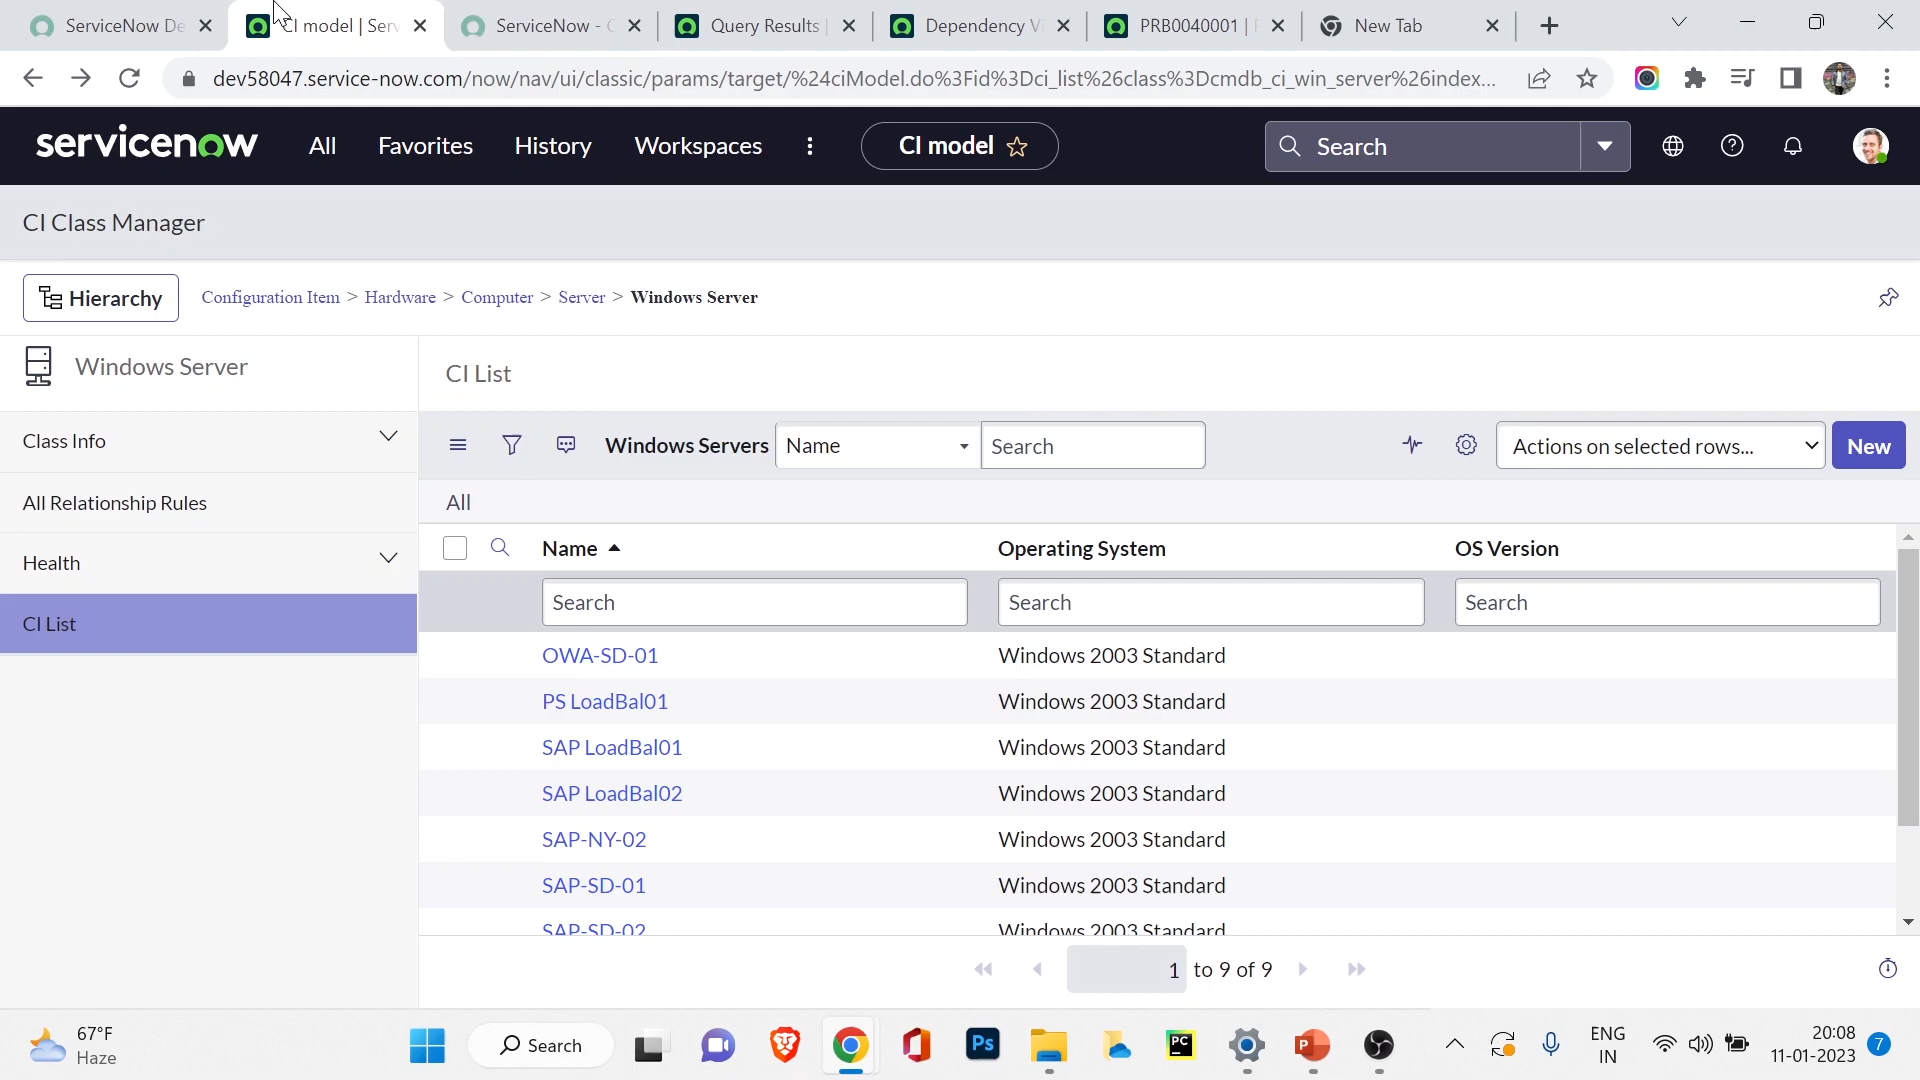 ServiceNow De
CI model | Serv
ServiceNow - C
Query Results |
Dependency Vi
PRB0040001 | P
New Tab
dev58047.service-now.com/now/nav/ui/classic/params/target/%24ciModel.do%3Fid%3Dci_list%26class%3Dcmdb_ci_win_server%26index...
servicenow
All
Favorites
History
Workspaces
CI model
Search
CI Class Manager
Hierarchy
Configuration Item > Hardware > Computer > Server > Windows Server
Windows Server
CI List
Class Info
Windows Servers
Name
Search
Actions on selected rows...
New
All Relationship Rules
All
Health
Name
Operating System
OS Version
Search
Search
Search
CI List
OWA-SD-01 Windows 2003 Standard
PS LoadBal01 Windows 2003 Standard
SAP LoadBal01 Windows 2003 Standard
SAP LoadBal02 Windows 2003 Standard
SAP-NY-02 Windows 2003 Standard
SAP-SD-01 Windows 2003 Standard
SAP-SD-02 Windows 2003 Standard
1 to 9 of 9
67°F
Haze
Search
Ps
PC
P
ENG
IN
20:08
11-01-2023
7